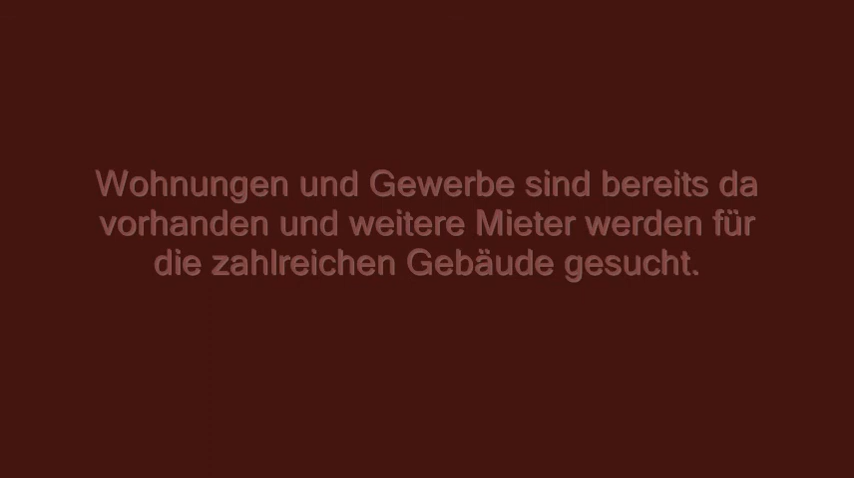 Wohnungen und Gewerbe sind bereits da
vorhanden und weitere Mieter werden für
die zahlreichen Gebäude gesucht.